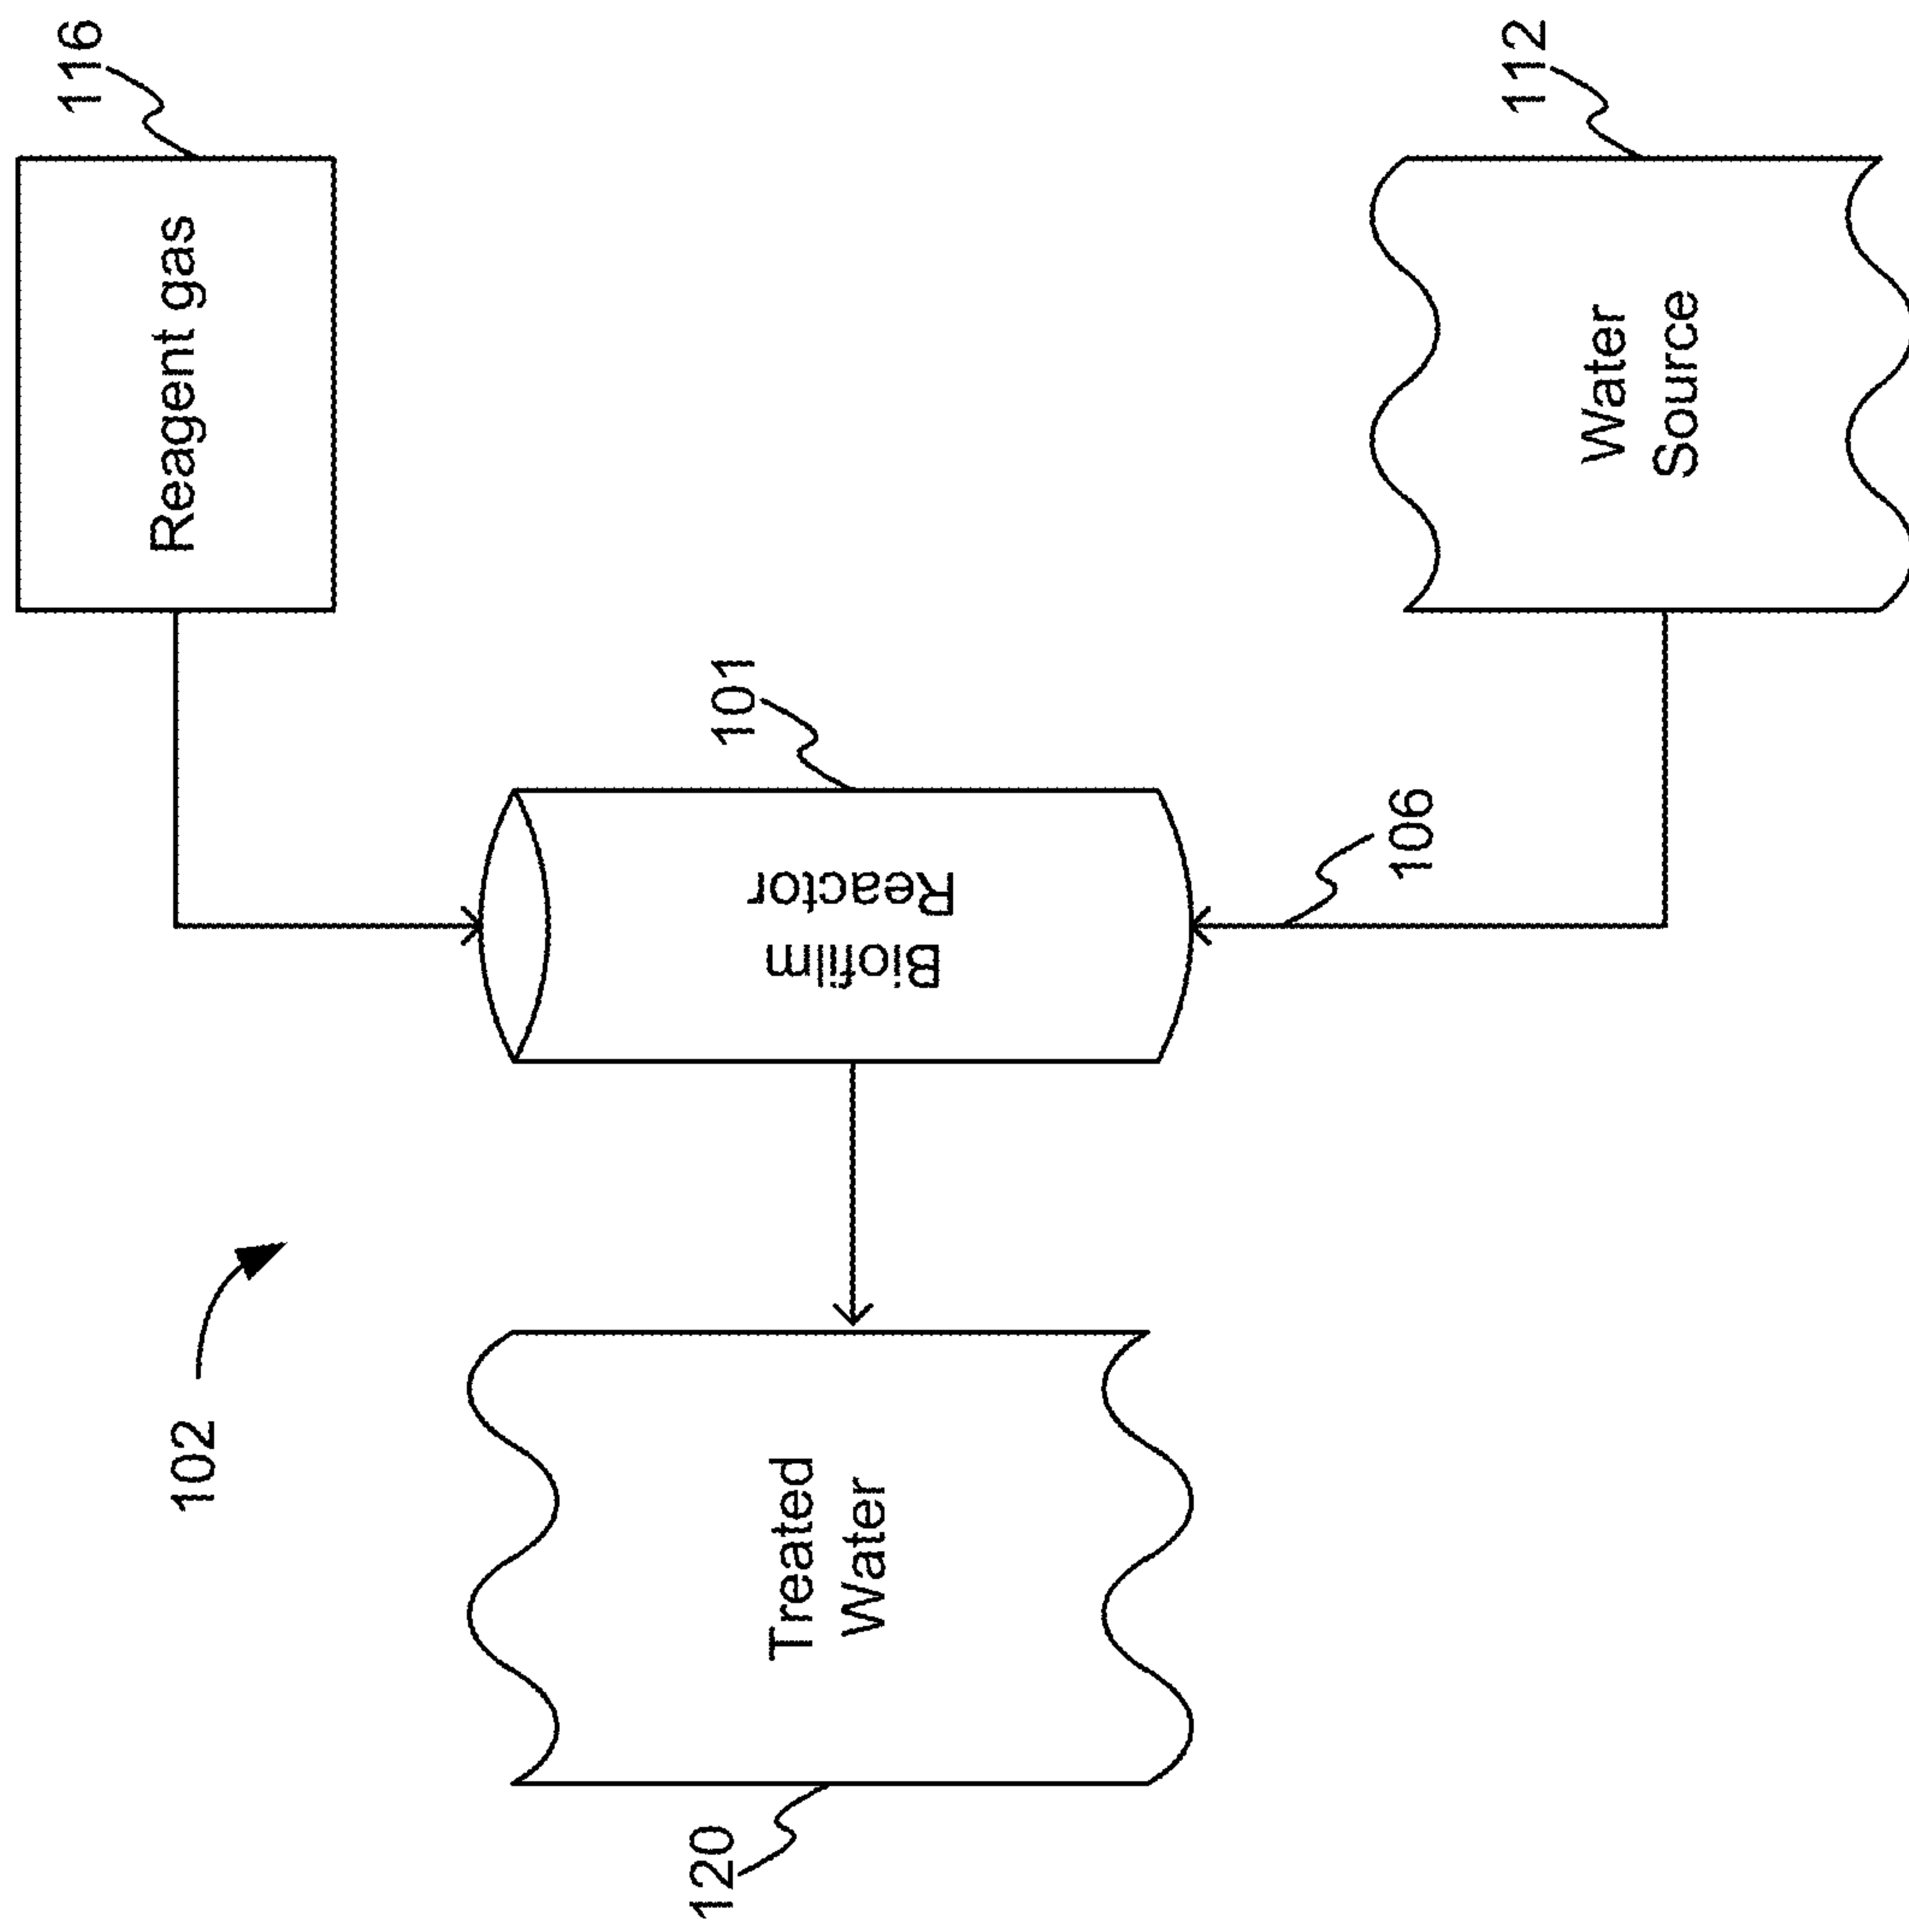 116
Reagent gas
112
Water
Source
101
Biofilm
Reactor
106
102
Treated
Water
120